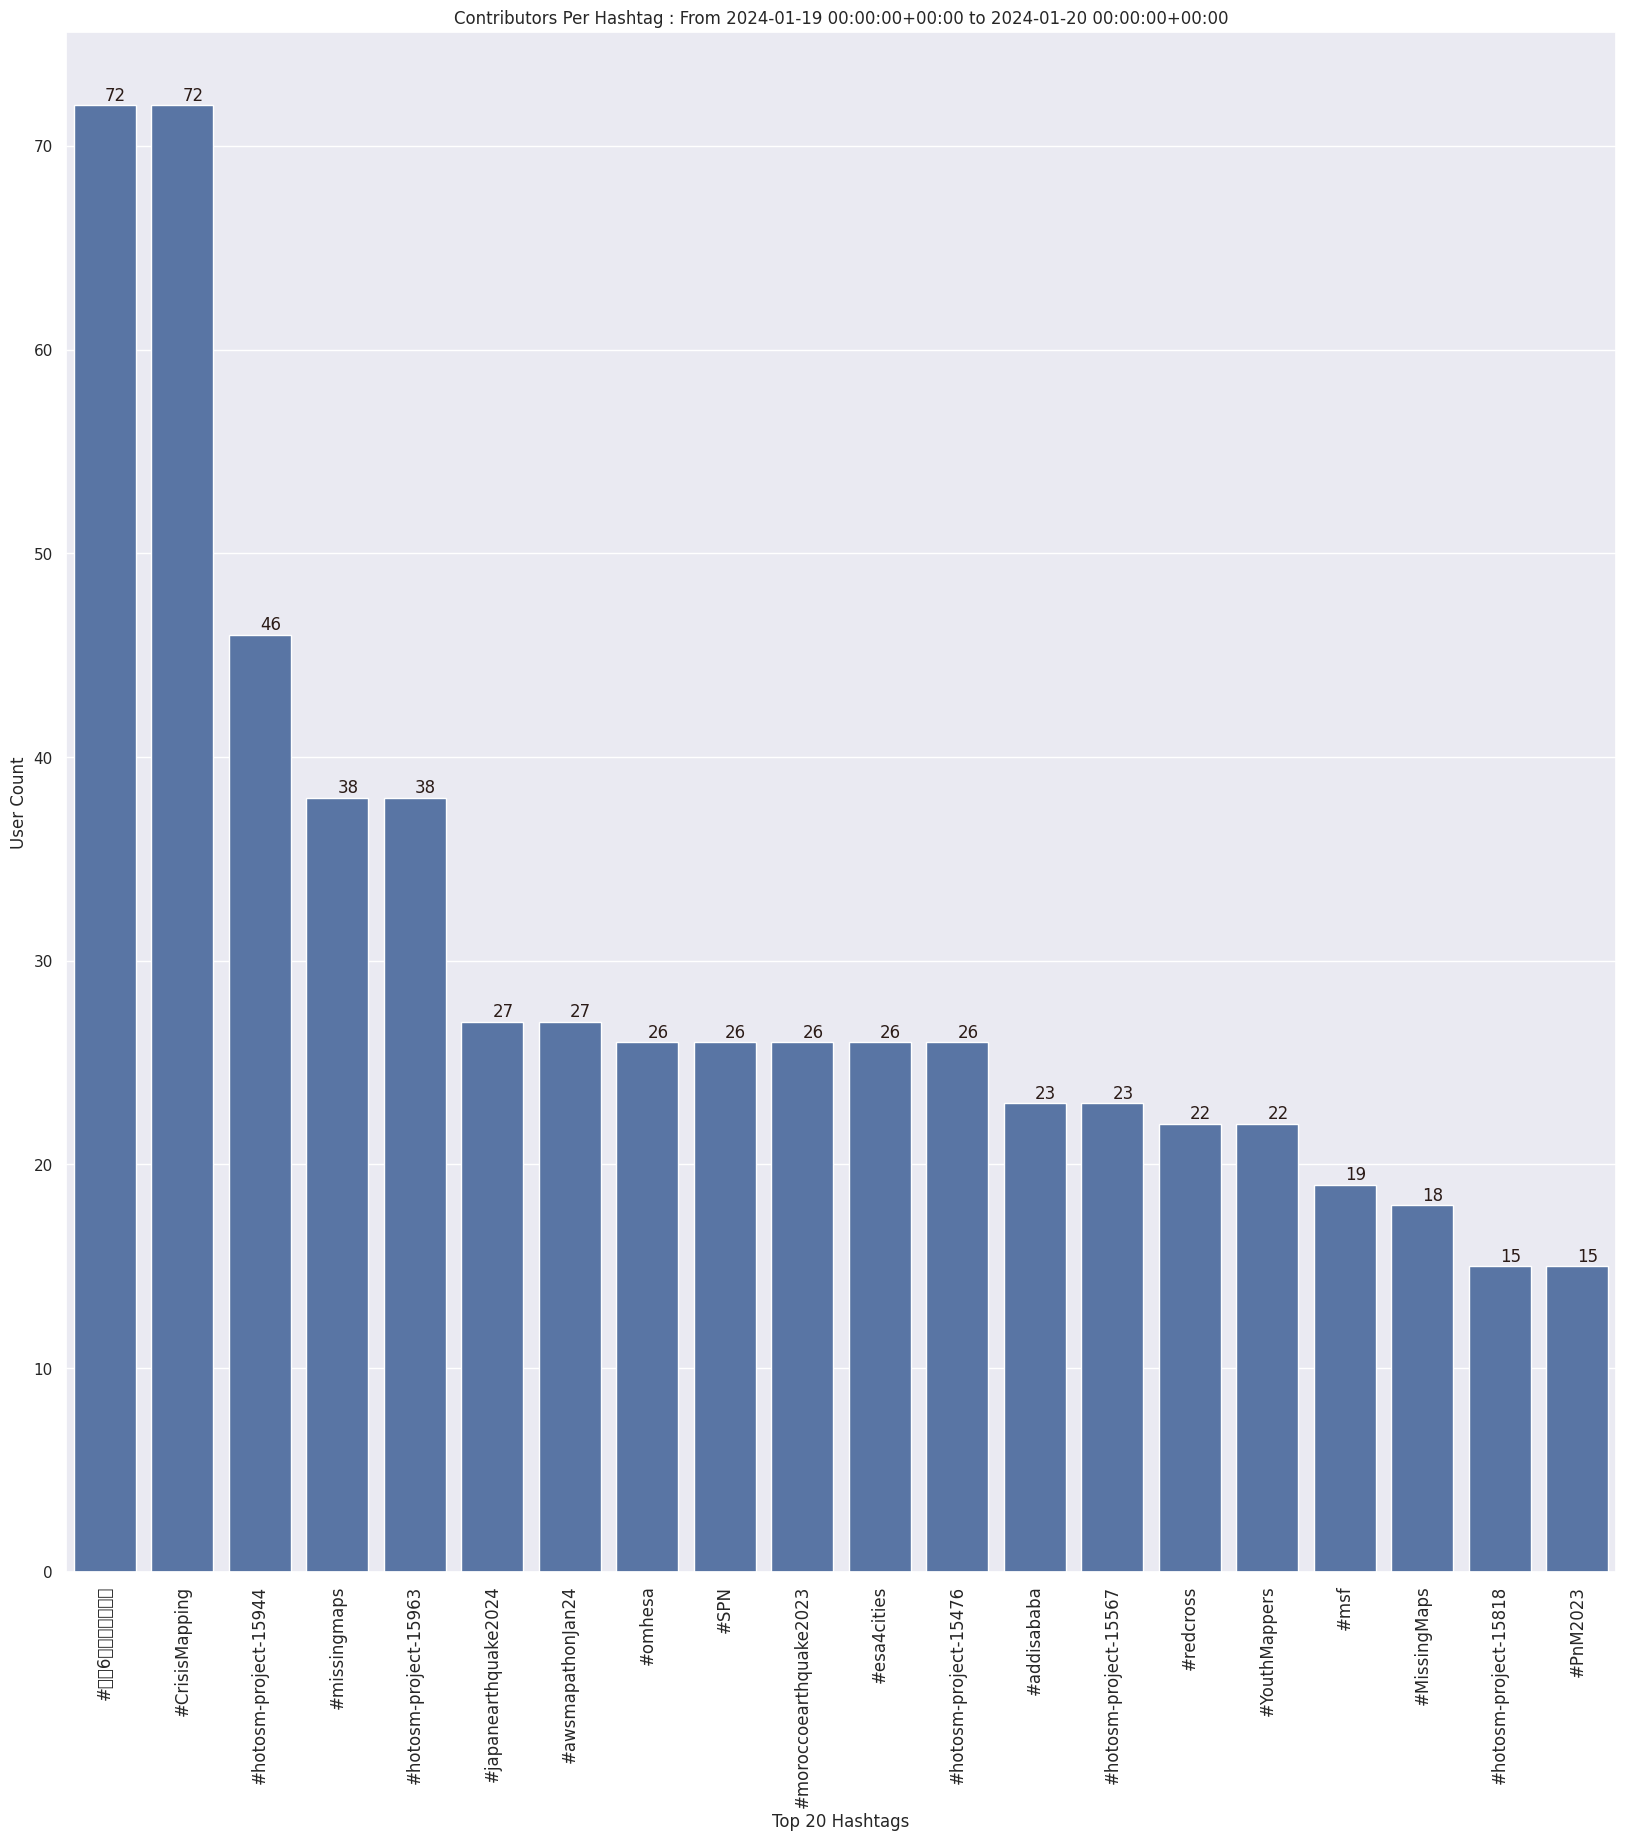 Contributors Per Hashtag : From 2024-01-19 00:00:00+00:00 to 2024-01-20 00:00:00+00:00
User Count
70
60
50
40
30
20
10
0
72
72
46
38
38
27
27
26
26
26
26
26
23
23
22
22
19
18
15
15
#CrisisMapping
#hotosm-project-15944
#missingmaps
#hotosm-project-15963
#japanearthquake2024
#awsmapathonJan24
#omhesa
#SPN
#moroccoearthquake2023
#esa4cities
#hotosm-project-15476
#addisababa
#hotosm-project-15567
#redcross
#YouthMappers
#msf
#MissingMaps
#hotosm-project-15818
#PnM2023
Top 20 Hashtags